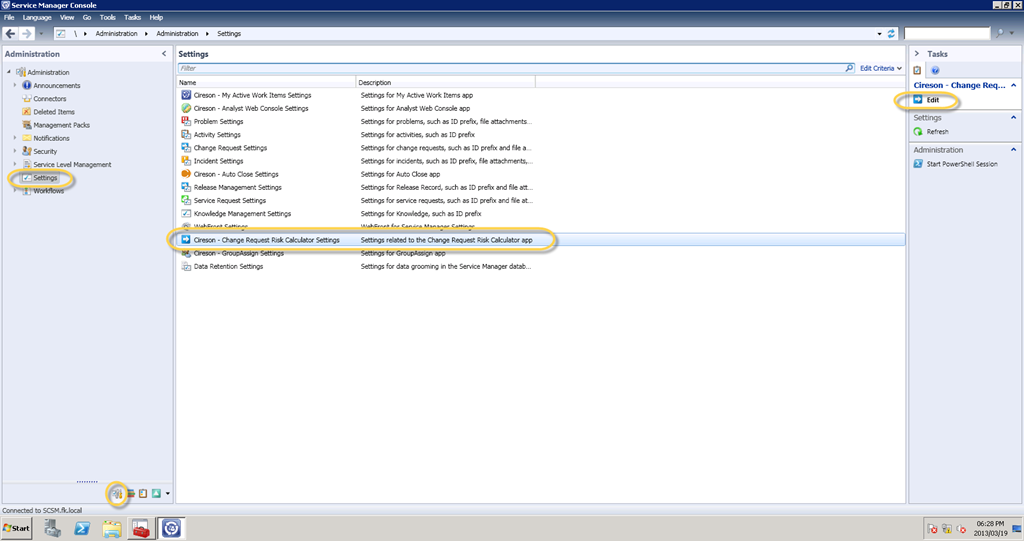 Service Manager Console
File Language View Go Tools Tasks Help
\ Administration Administration Settings
Administration
Administration
Announcements
Connectors
Deleted Items
Management Packs
Notifications
Security
Service Level Management
Settings
Workflows
Settings
Filter
Edit Criteria
Name Description
Cireson - My Active Work Items Settings Settings for My Active Work Items app
Cireson - Analyst Web Console Settings Settings for Analyst Web Console app
Problem Settings Settings for problems, such as ID prefix, file attachments...
Activity Settings Settings for activities, such as ID prefix
Change Request Settings Settings for change requests, such as ID prefix and file a...
Incident Settings Settings for incidents, such as ID prefix, file attachments,...
Cireson - Auto Close Settings Settings for Auto Close app
Release Management Settings Settings for Release Record, such as ID prefix and file att...
Service Request Settings Settings for service requests, such as ID prefix and file at...
Knowledge Management Settings Settings for Knowledge, such as ID prefix
WebFront Settings WebFront for Service Manager Settings
Cireson - Change Request Risk Calculator Settings Settings related to the Change Request Risk Calculator app
Cireson - GroupAssign Settings Settings for GroupAssign app
Data Retention Settings Settings for data grooming in the Service Manager datab...
Tasks
Cireson - Change Req...
Edit
Settings
Refresh
Administration
Start PowerShell Session
Connected to SCSM.fk.local
Start
06:28 PM
2013/03/19